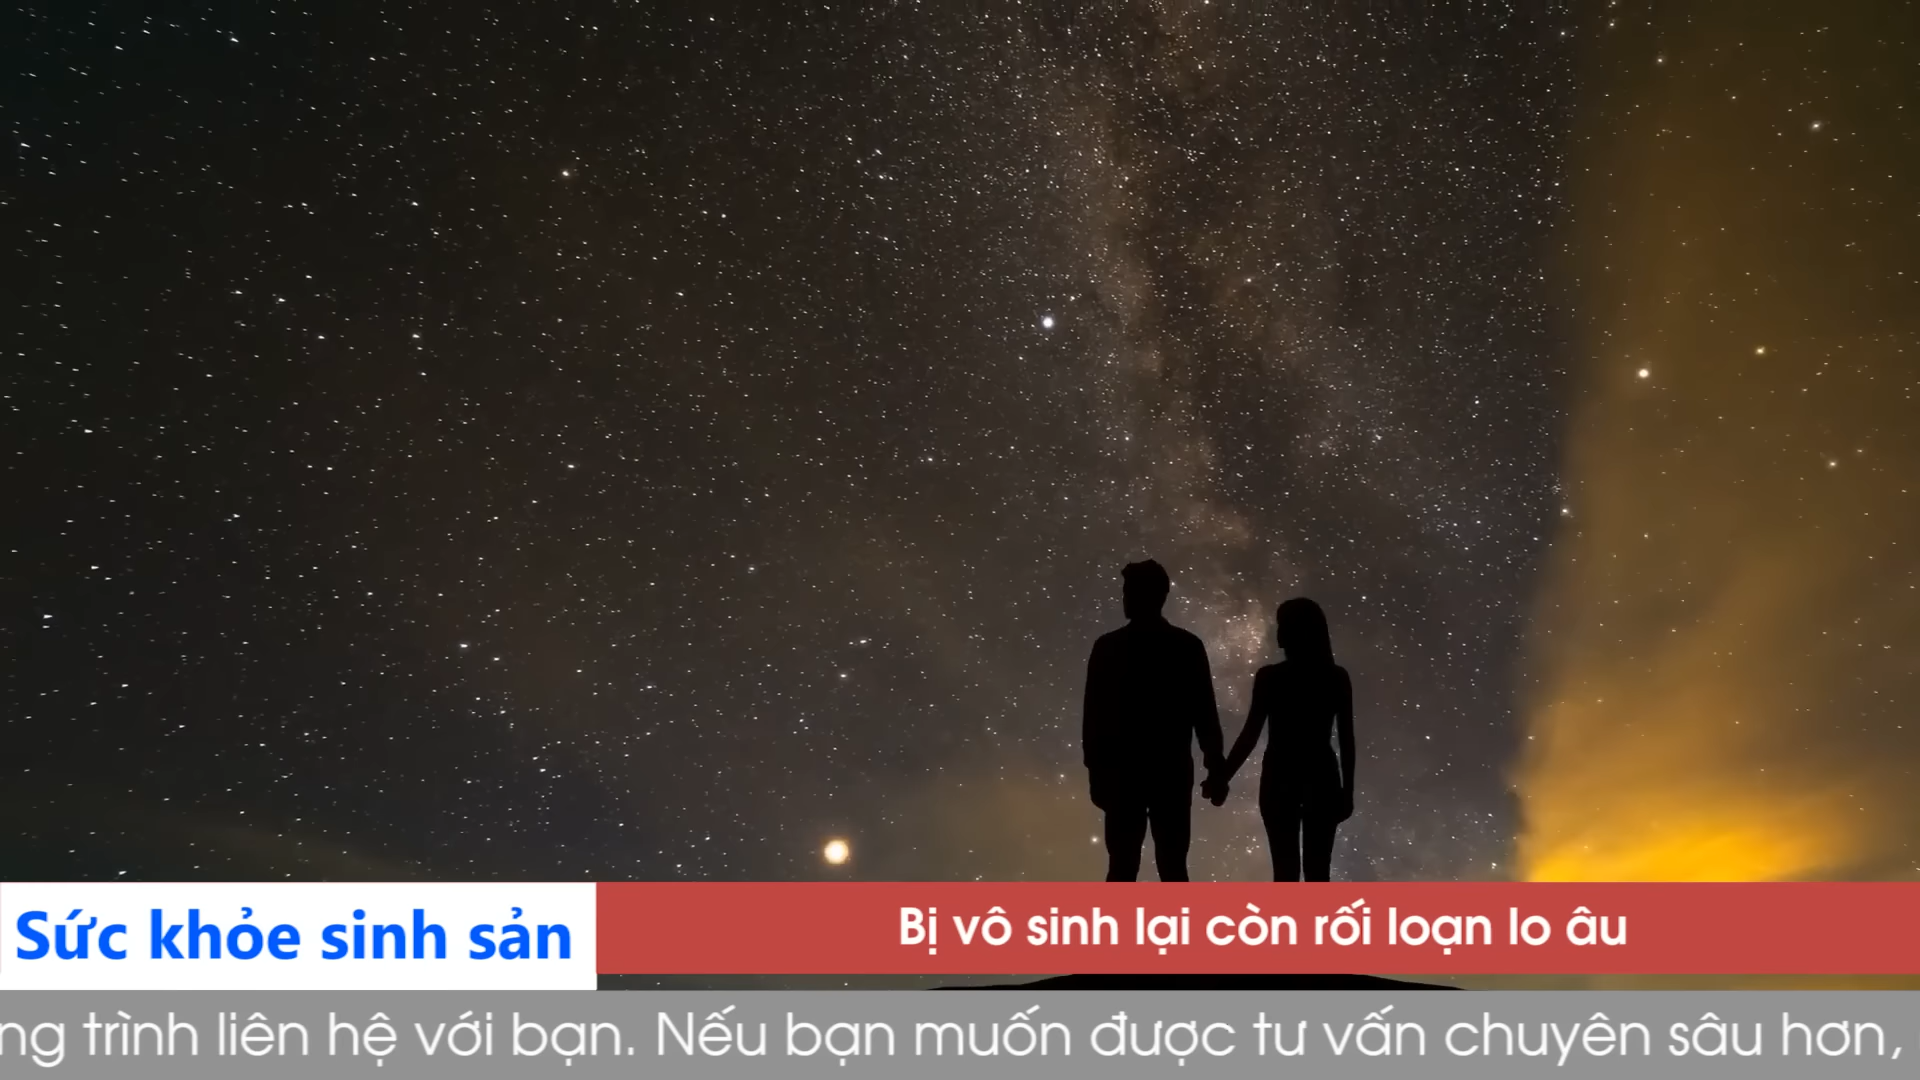 Sức khỏe sinh sản
Bị vô sinh lại còn rối loạn lo âu
ng trình liên hệ với bạn. Nếu bạn muốn được tư vấn chuyên sâu hơn,